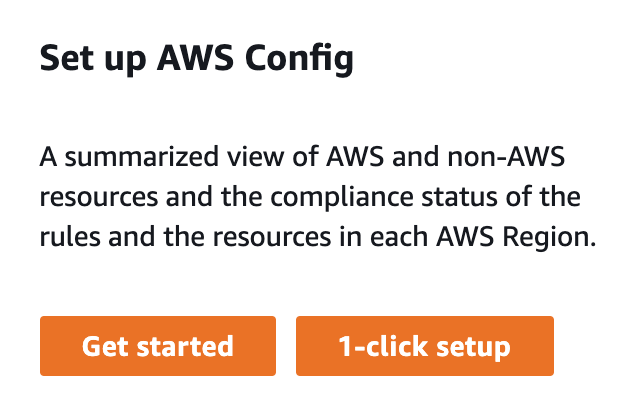 Set up AWS Config
A summarized view of AWS and non-AWS
resources and the compliance status of the
rules and the resources in each AWS Region.
Get started
1-click setup